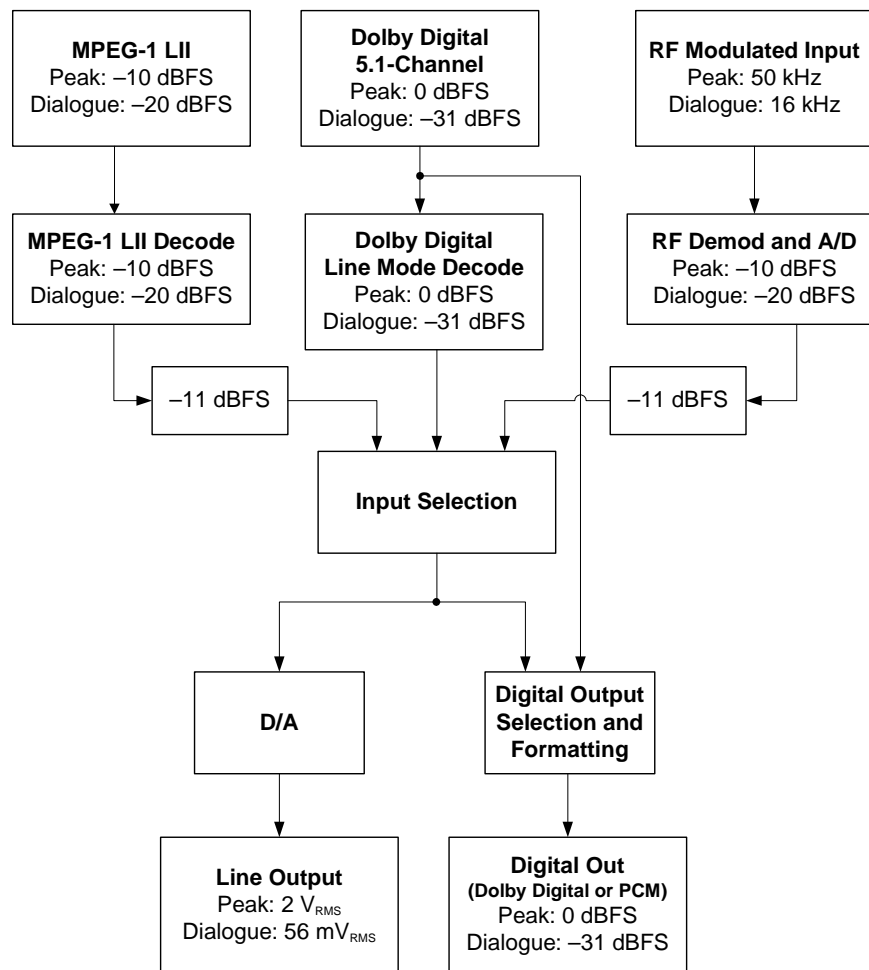 MPEG-1 LII
Peak: –10 dBFS
Dialogue: –20 dBFS
Dolby Digital
5.1-Channel
Peak: 0 dBFS
Dialogue: –31 dBFS
RF Modulated Input
Peak: 50 kHz
Dialogue: 16 kHz
MPEG-1 LII Decode
Peak: –10 dBFS
Dialogue: –20 dBFS
Dolby Digital
Line Mode Decode
Peak: 0 dBFS
Dialogue: –31 dBFS
RF Demod and A/D
Peak: –10 dBFS
Dialogue: –20 dBFS
–11 dBFS
–11 dBFS
Input Selection
D/A
Digital Output
Selection and
Formatting
Line Output
Peak: 2 VRMS
Dialogue: 56 mVRMS
Digital Out
(Dolby Digital or PCM)
Peak: 0 dBFS
Dialogue: –31 dBFS